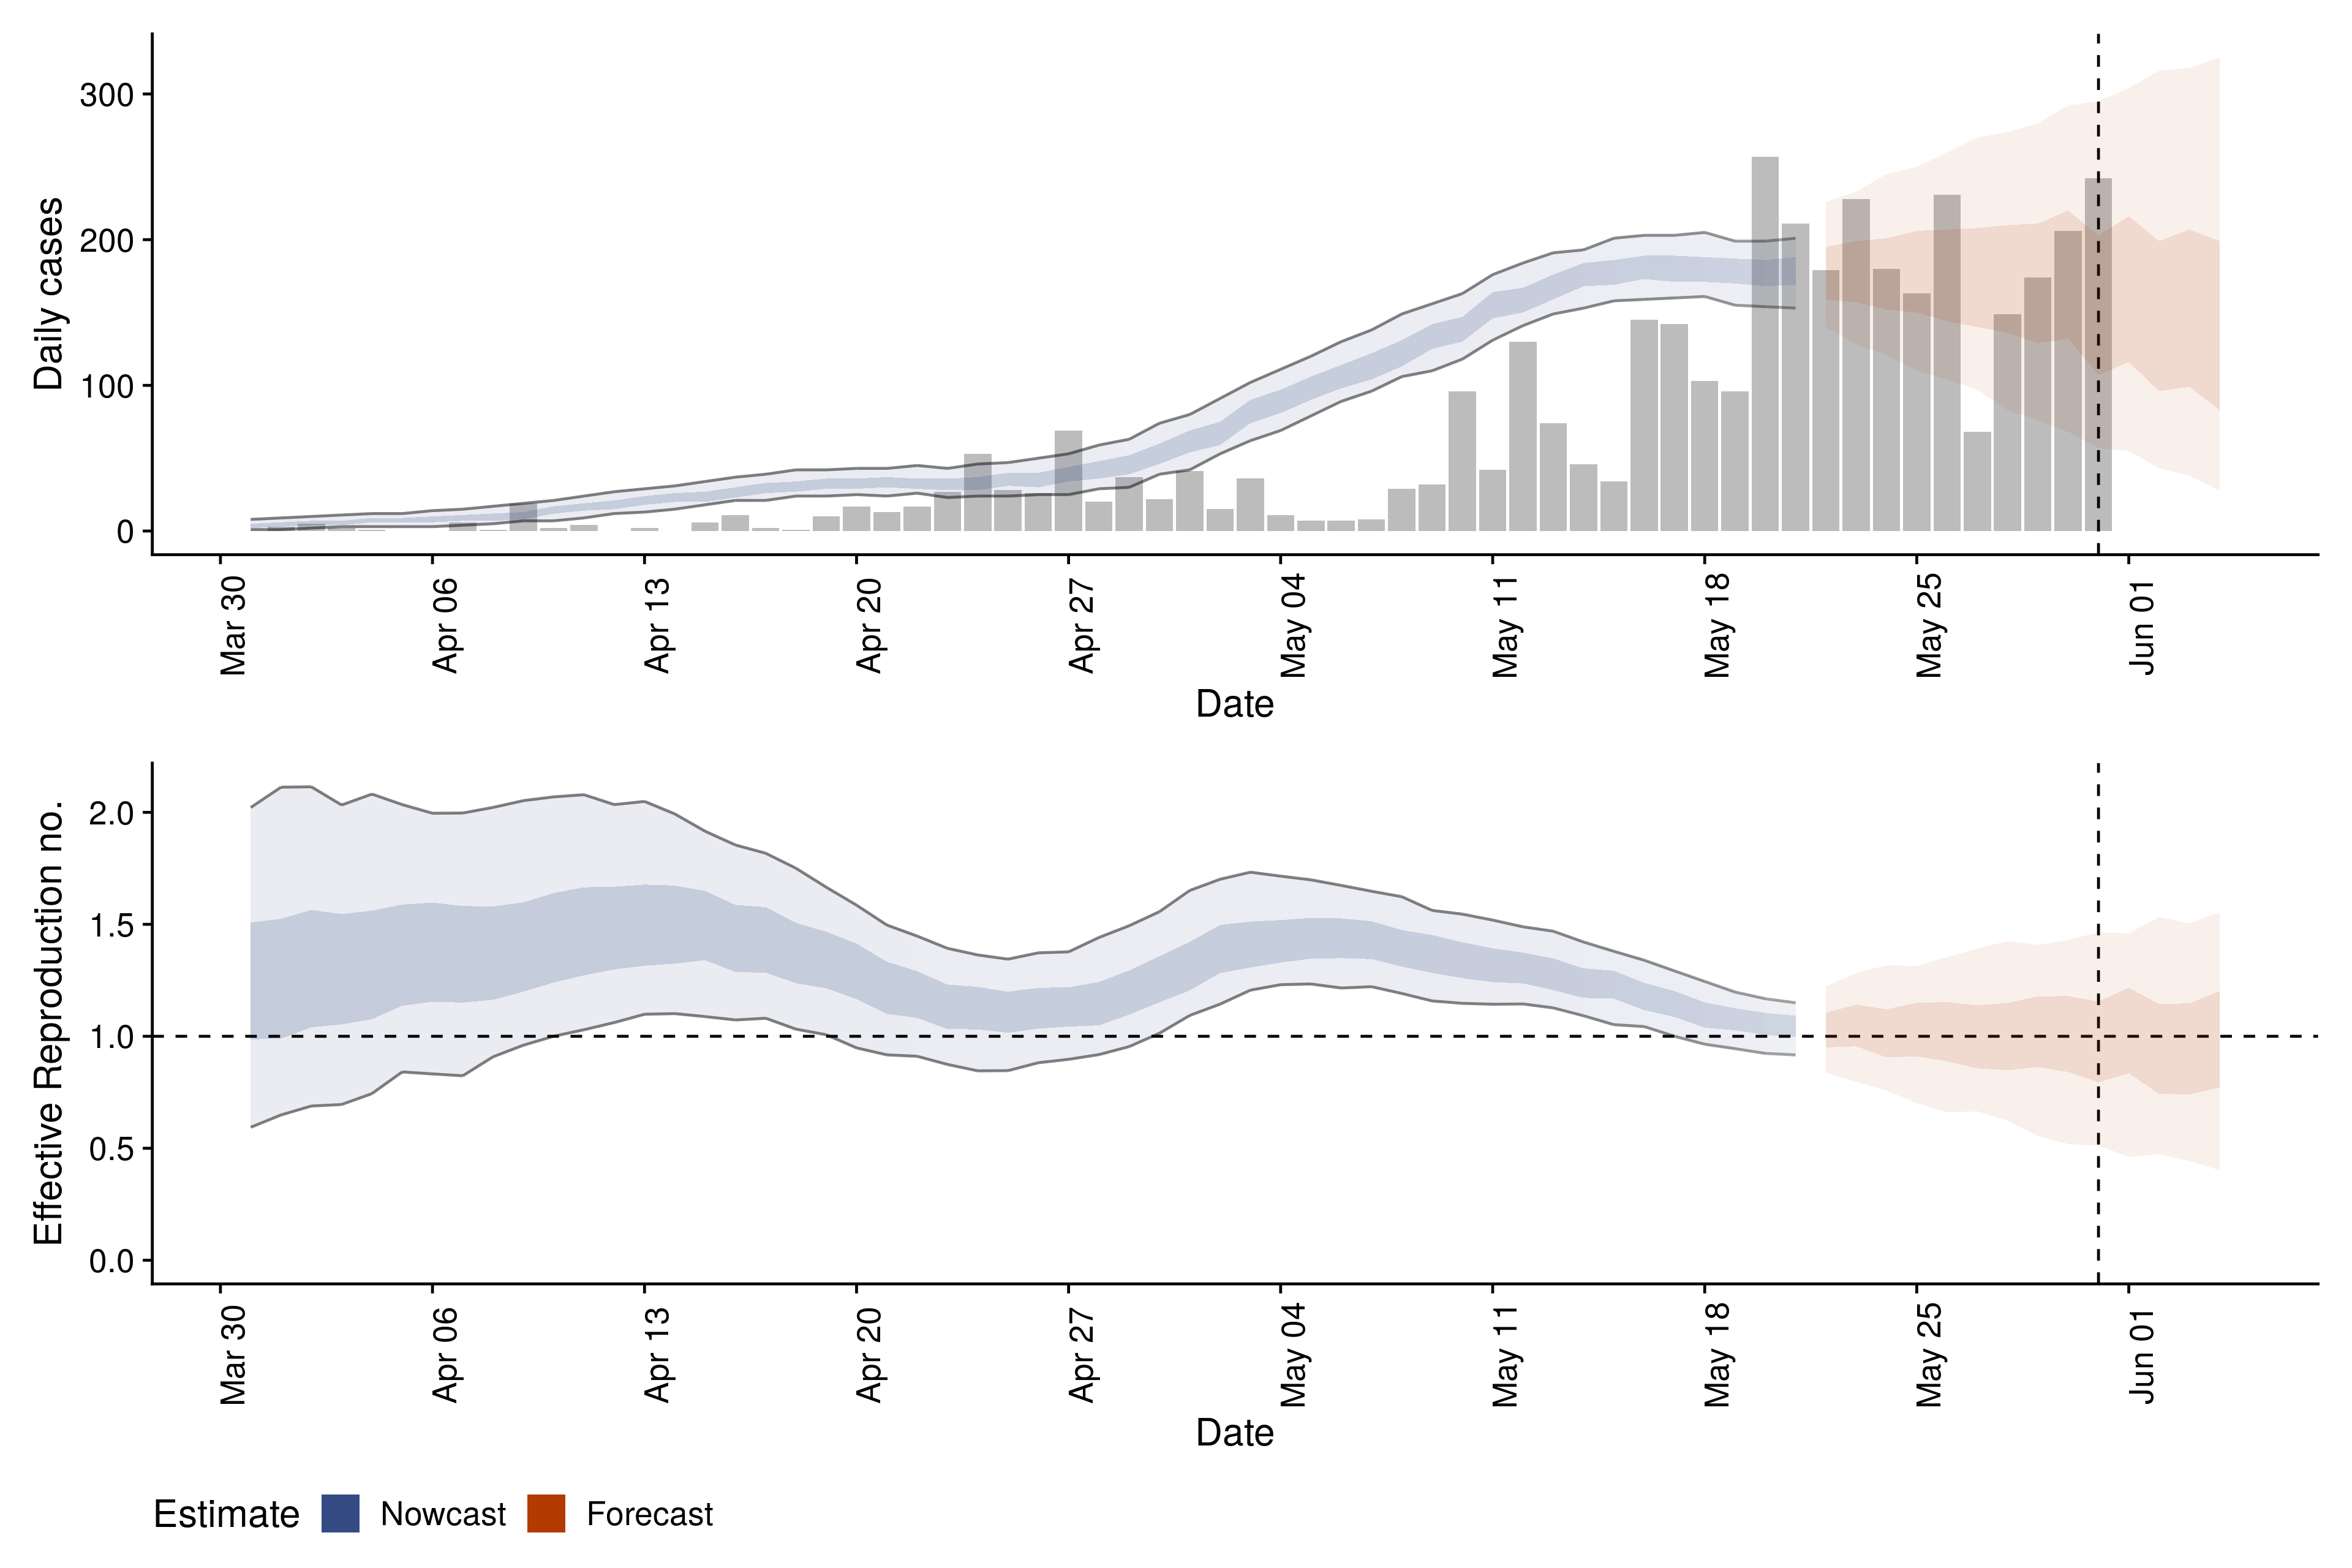 Daily cases
300
200
100
0
Mar 30
Apr 06
Apr 13
Apr 20
Apr 27
May 04
May 11
May 18
May 25
Jun 01
Date
Effective Reproduction no.
2.0
1.5
1.0
0.5
0.0
Mar 30
Apr 06
Apr 13
Apr 20
Apr 27
May 04
May 11
May 18
May 25
Jun 01
Date
Estimate Nowcast Forecast